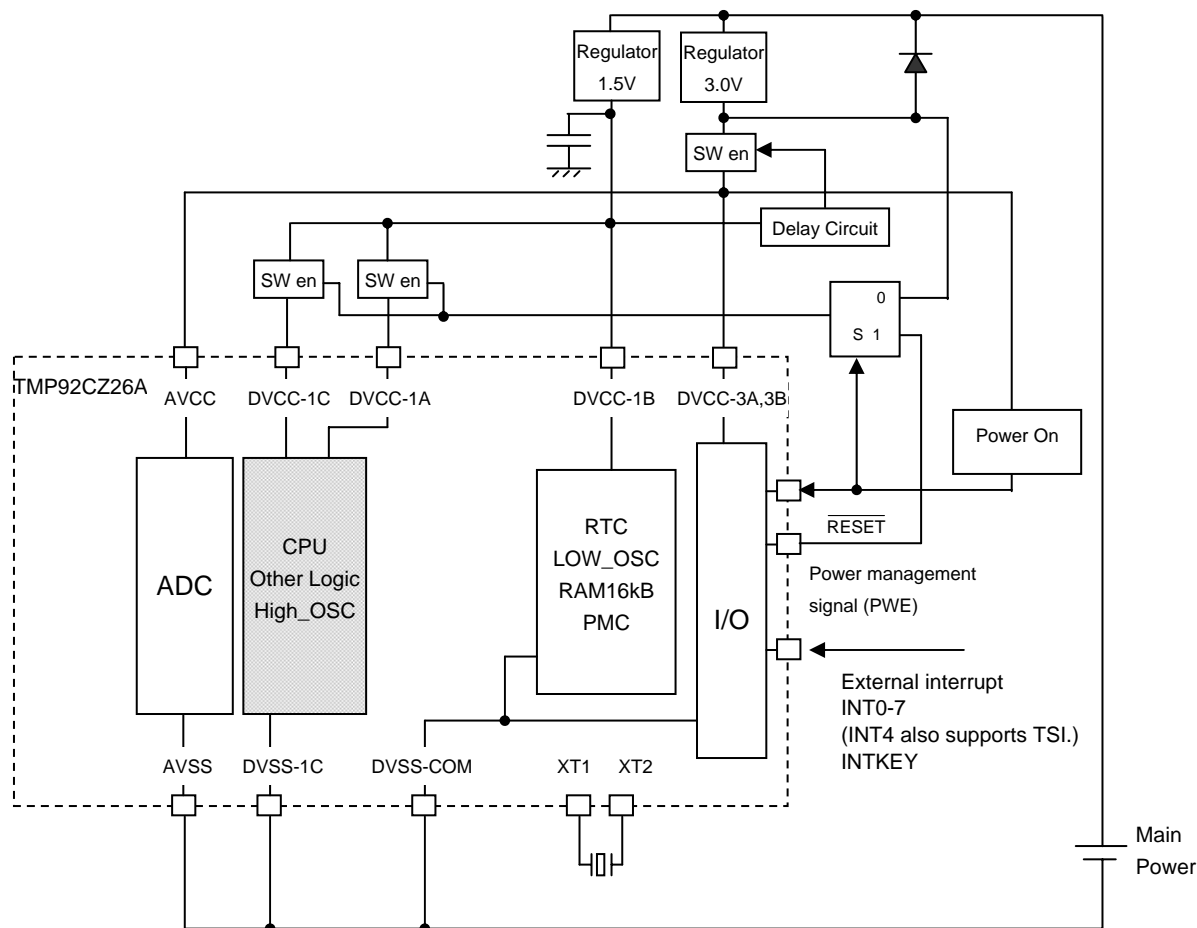 Regulator
1.5V
Regulator
3.0V
SW en
Delay Circuit
SW en
SW en
0
S 1
TMP92CZ26A
AVCC
DVCC-1C
DVCC-1A
DVCC-1B
DVCC-3A,3B
Power On
ADC
CPU
Other Logic
High_OSC
RTC
LOW_OSC
RAM16kB
PMC
I/O
RESET
Power management
signal (PWE)
External interrupt
INT0-7
(INT4 also supports TSI.)
INTKEY
AVSS
DVSS-1C
DVSS-COM
XT1
XT2
Main
Power